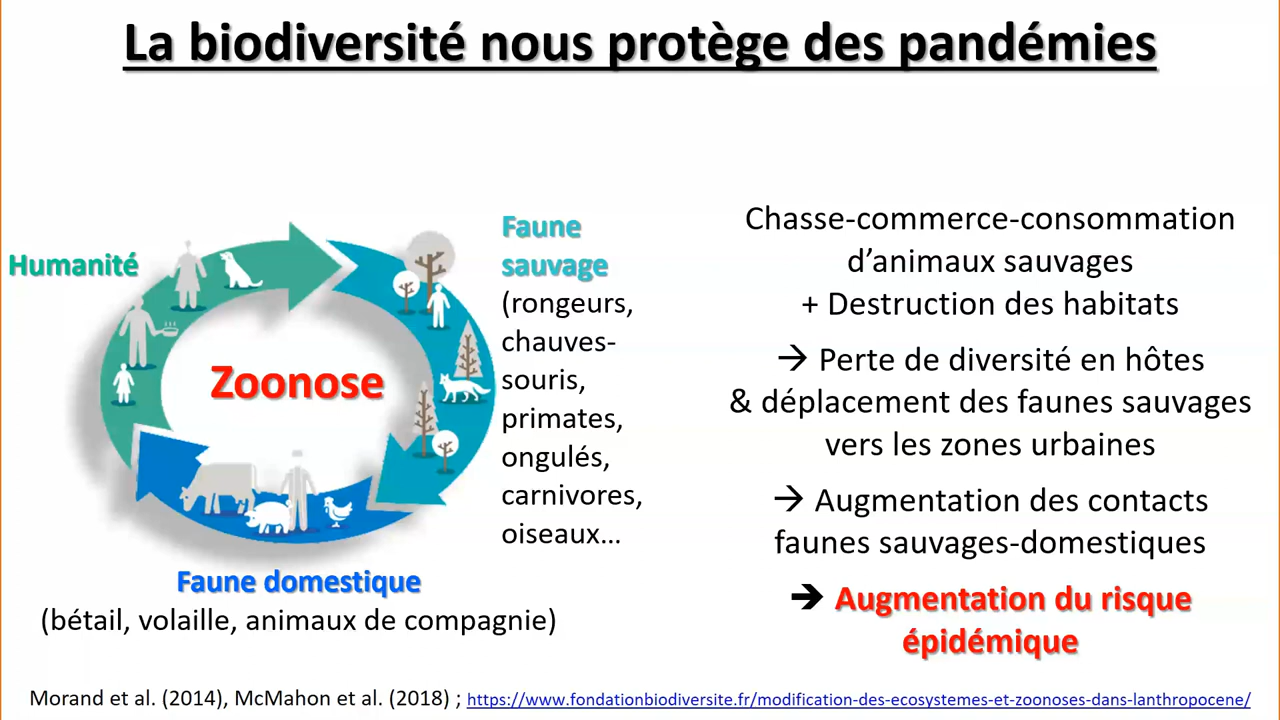 La biodiversité nous protège des pandémies
Humanité
Zoonose
Faune
sauvage
(rongeurs,
chauves-
souris,
primates,
ongulés,
carnivores,
oiseaux…
Faune domestique
(bétail, volaille, animaux de compagnie)
Chasse-commerce-consommation
d’animaux sauvages
+ Destruction des habitats
→ Perte de diversité en hôtes
& déplacement des faunes sauvages
vers les zones urbaines
→ Augmentation des contacts
faunes sauvages-domestiques
→ Augmentation du risque
épidémique
Morand et al. (2014), McMahon et al. (2018) ; https://www.fondationbiodiversite.fr/modification-des-ecosystemes-et-zoonoses-dans-lanthropocene/